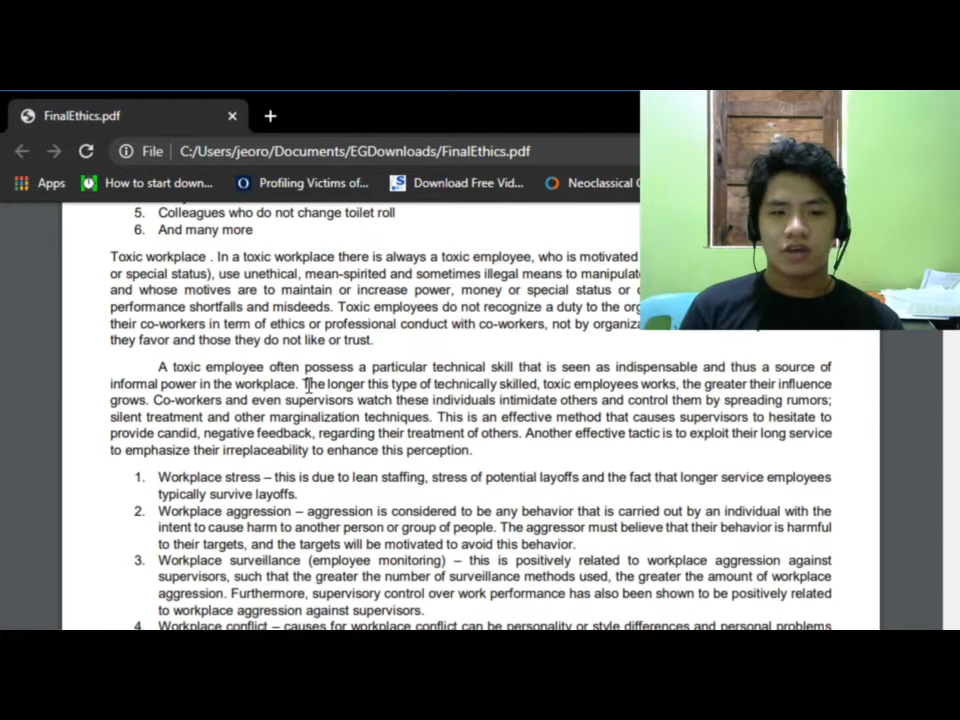 FinalEthics.pdf
File C:/Users/jeoro/Documents/EGDownloads/FinalEthics.pdf
Apps How to start down... Profiling Victims of... Download Free Vid... Neoclassical
5. Colleagues who do not change toilet roll
6. And many more
Toxic workplace . In a toxic workplace there is always a toxic employee, who is motivated
or special status), use unethical, mean-spirited and sometimes illegal means to manipulat
and whose motives are to maintain or increase power, money or special status or
performance shortfalls and misdeeds. Toxic employees do not recognize a duty to the
their co-workers in term of ethics or professional conduct with co-workers, not by
they favor and those they do not like or trust.
A toxic employee often possess a particular technical skill that is seen as indispensable and thus a source of
informal power in the workplace. The longer this type of technically skilled, toxic employees works, the greater their influence
grows. Co-workers and even supervisors watch these individuals intimidate others and control them by spreading rumors;
silent treatment and other marginalization techniques. This is an effective method that causes supervisors to hesitate to
provide candid, negative feedback, regarding their treatment of others. Another effective tactic is to exploit their long service
to emphasize their irreplaceability to enhance this perception.
1. Workplace stress – this is due to lean staffing, stress of potential layoffs and the fact that longer service employees
typically survive layoffs.
2. Workplace aggression – aggression is considered to be any behavior that is carried out by an individual with the
intent to cause harm to another person or group of people. The aggressor must believe that their behavior is harmful
to their targets, and the targets will be motivated to avoid this behavior.
3. Workplace surveillance (employee monitoring) – this is positively related to workplace aggression against
supervisors, such that the greater the number of surveillance methods used, the greater the amount of workplace
aggression. Furthermore, supervisory control over work performance has also been shown to be positively related
to workplace aggression against supervisors.
4. Workplace conflict – causes for workplace conflict can be personality or style differences and personal problems